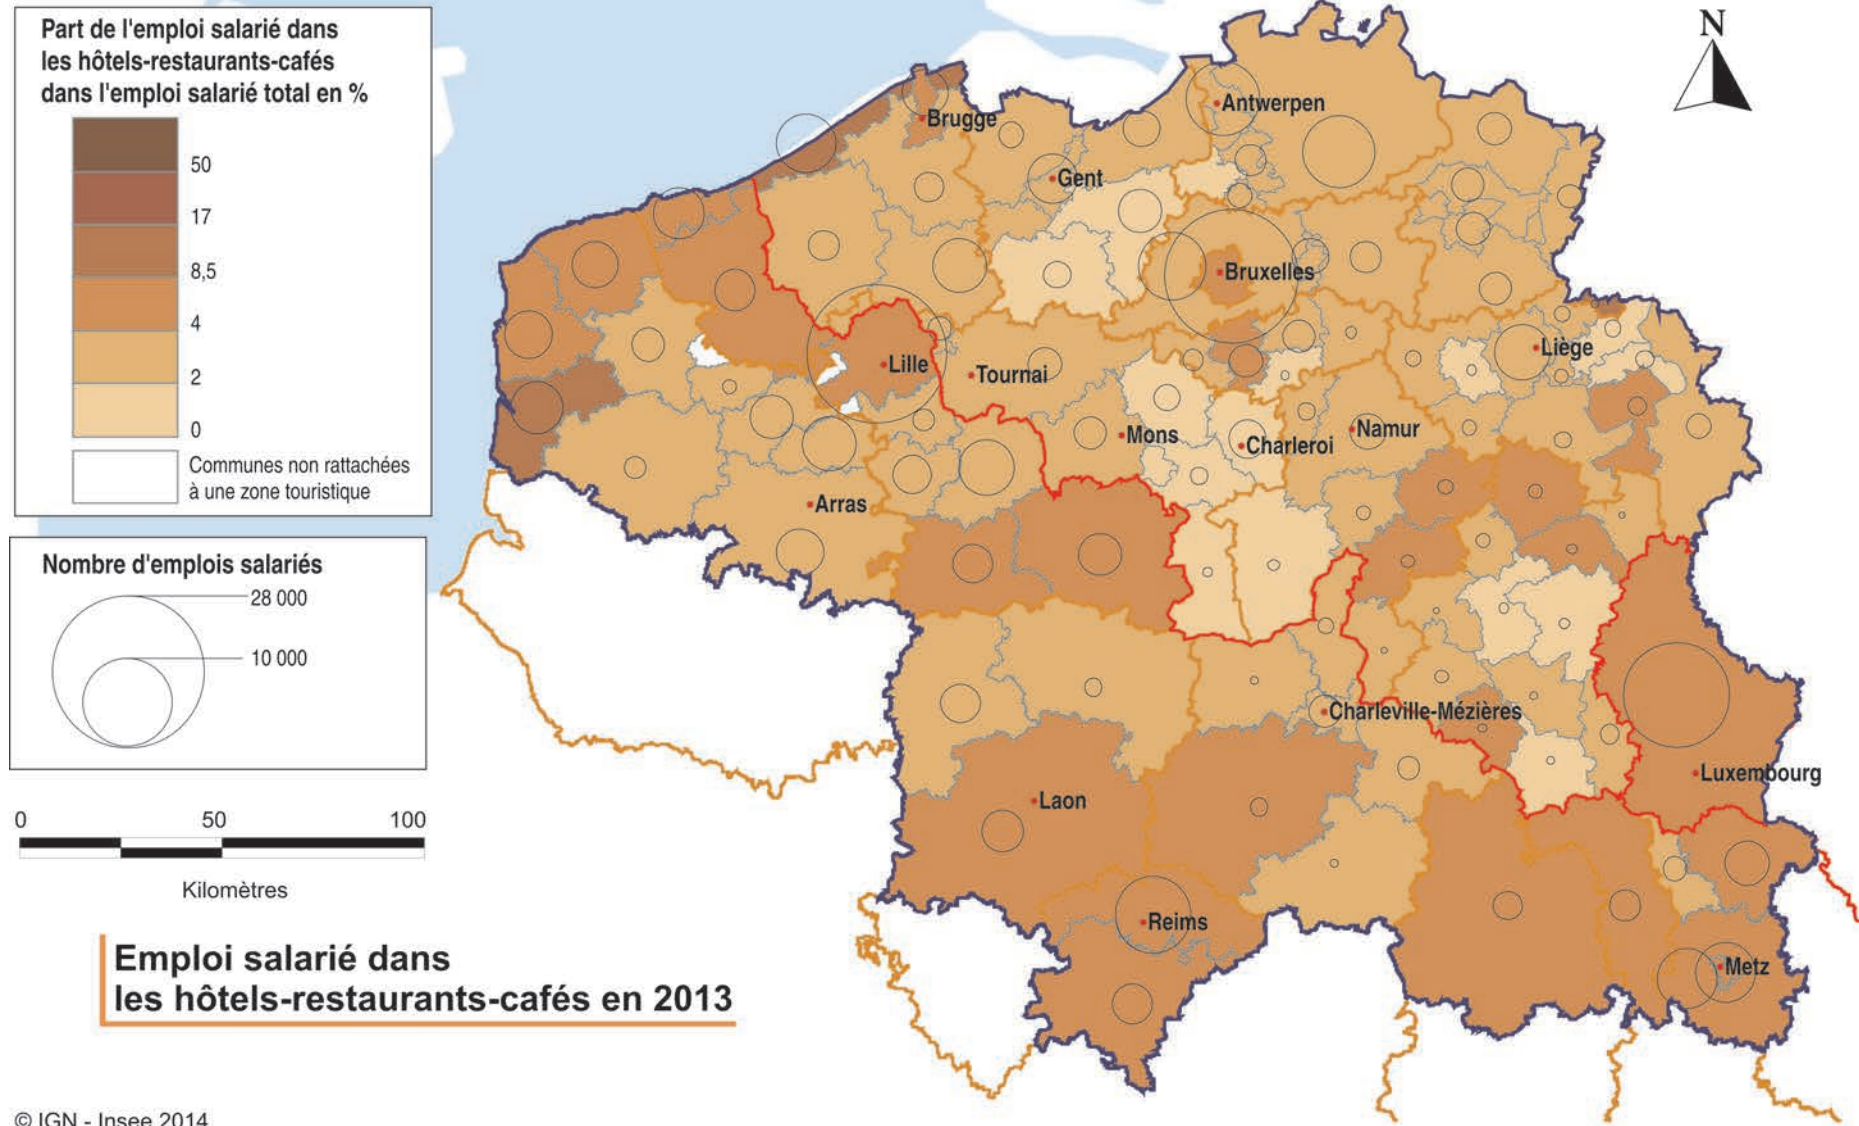 Part de l'emploi salarié dans
les hôtels-restaurants-cafés
dans l'emploi salarié total en %
50
17
8,5
4
2
0
Communes non rattachées
à une zone touristique
Nombre d'emplois salariés
28 000
10 000
0 50 100
Kilomètres
Emploi salarié dans
les hôtels-restaurants-cafés en 2013
© IGN - Insee 2014
N
Antwerpen
Brugge
Gent
Bruxelles
Liège
Lille
Tournai
Mons
Charleroi
Namur
Arras
Charleville-Mézières
Luxembourg
Laon
Reims
Metz